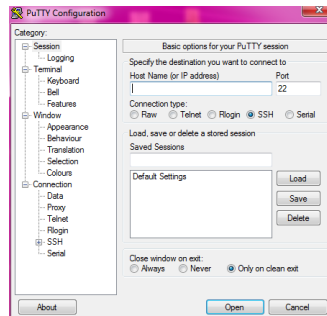 PuTTY Configuration
Category:
Session
Logging
Terminal
Keyboard
Bell
Features
Window
Appearance
Behaviour
Translation
Selection
Colours
Connection
Data
Proxy
Telnet
Rlogin
SSH
Serial
Basic options for your PuTTY session
Specify the destination you want to connect to
Host Name (or IP address) Port
22
Connection type:
Raw Telnet Rlogin SSH Serial
Load, save or delete a stored session
Saved Sessions
Default Settings
Load
Save
Delete
Close window on exit:
Always Never Only on clean exit
About Open Cancel